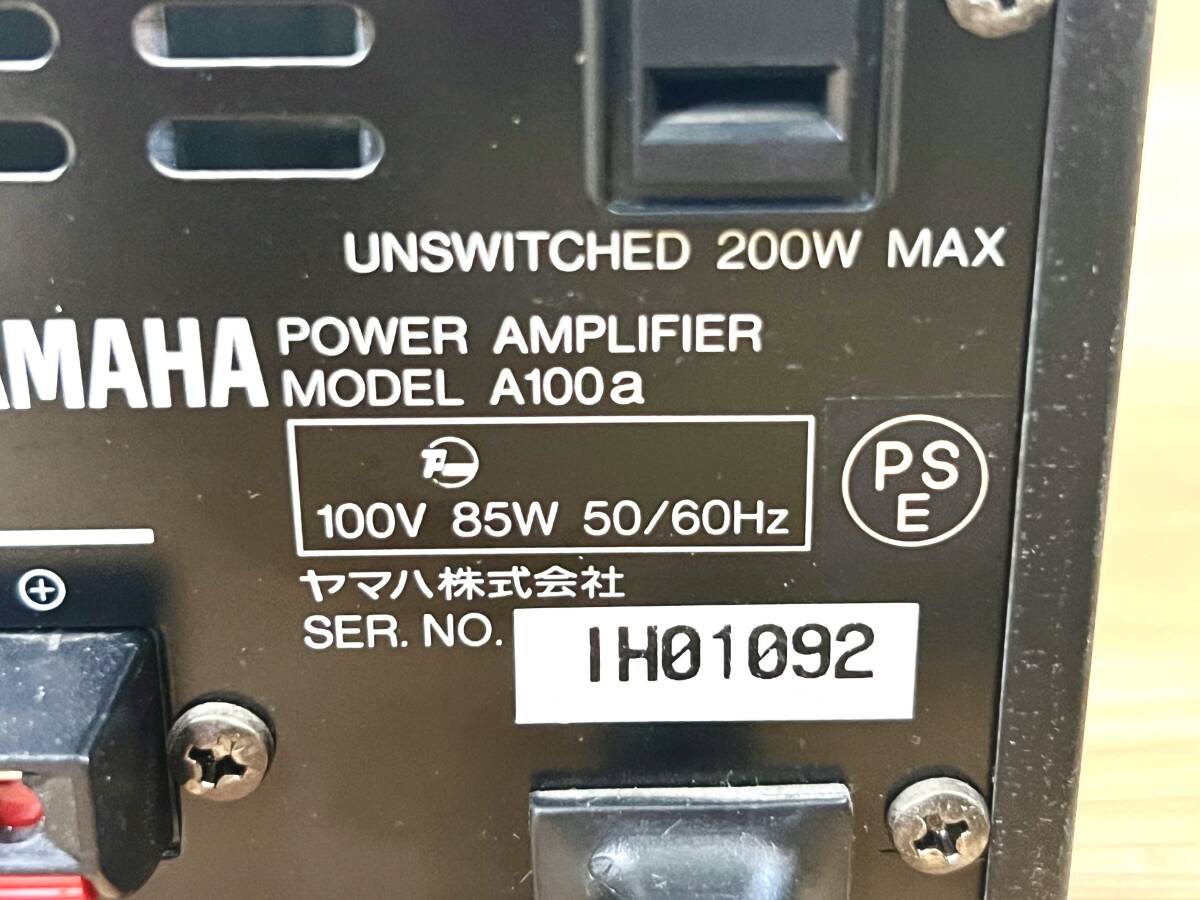 UNSWITCHED 200W MAX
YAMAHA
POWER AMPLIFIER
MODEL A100a
100V 85W 50/60Hz
PS
E
ヤマハ株式会社
SER. NO. IH01092